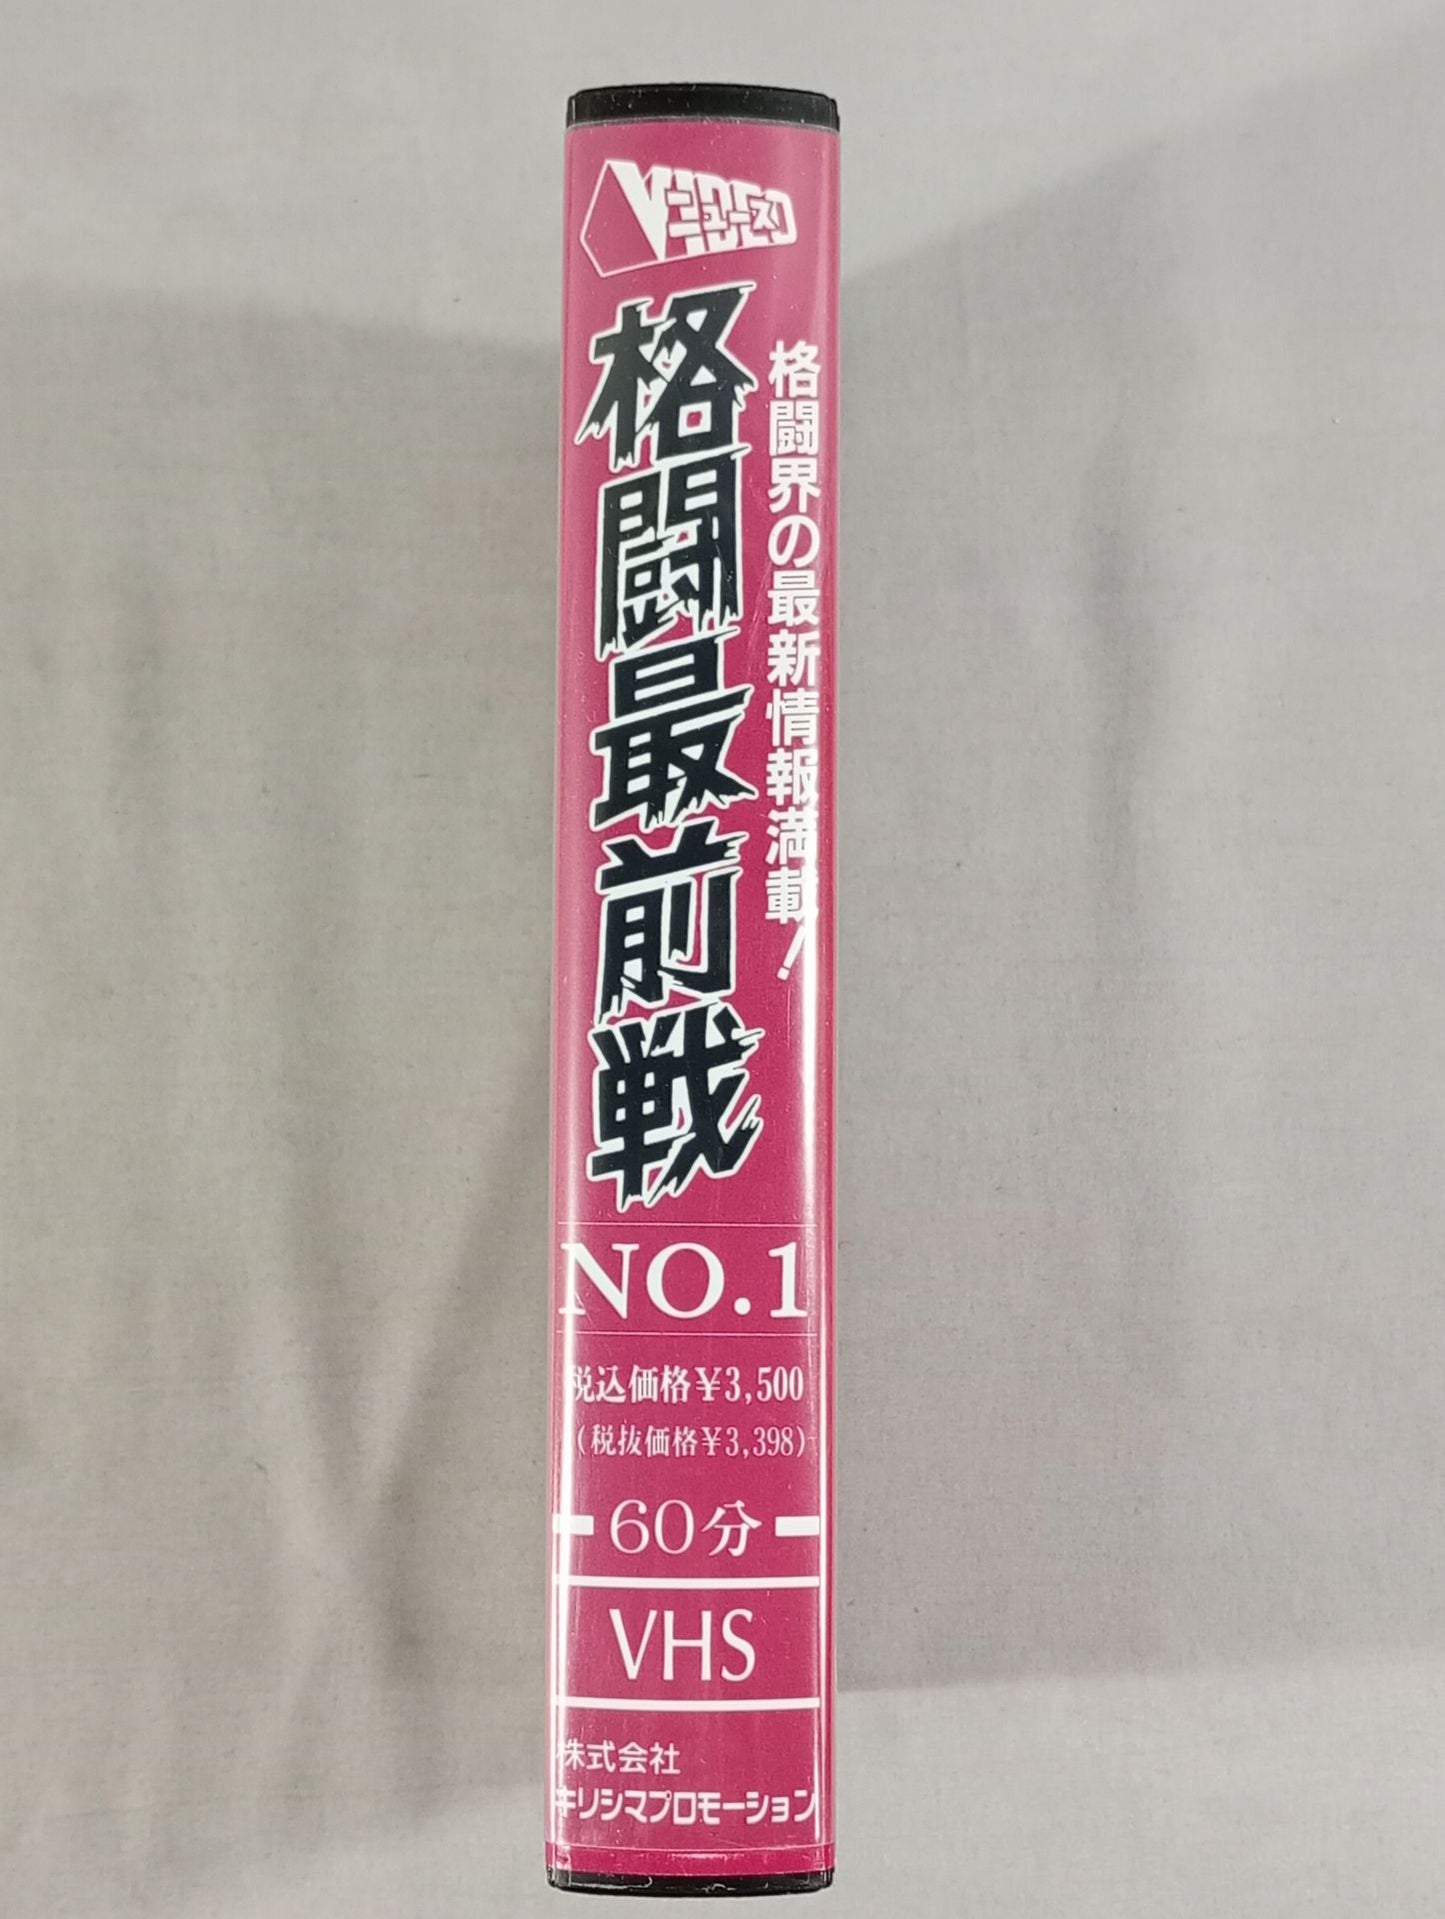 VIDEO
ニュース
格闘界の最新情報満載!
格闘最前戦
NO.1
税込価格¥3,500
(税抜価格¥3,398)
60分
VHS
株式会社
キリシマプロモーション